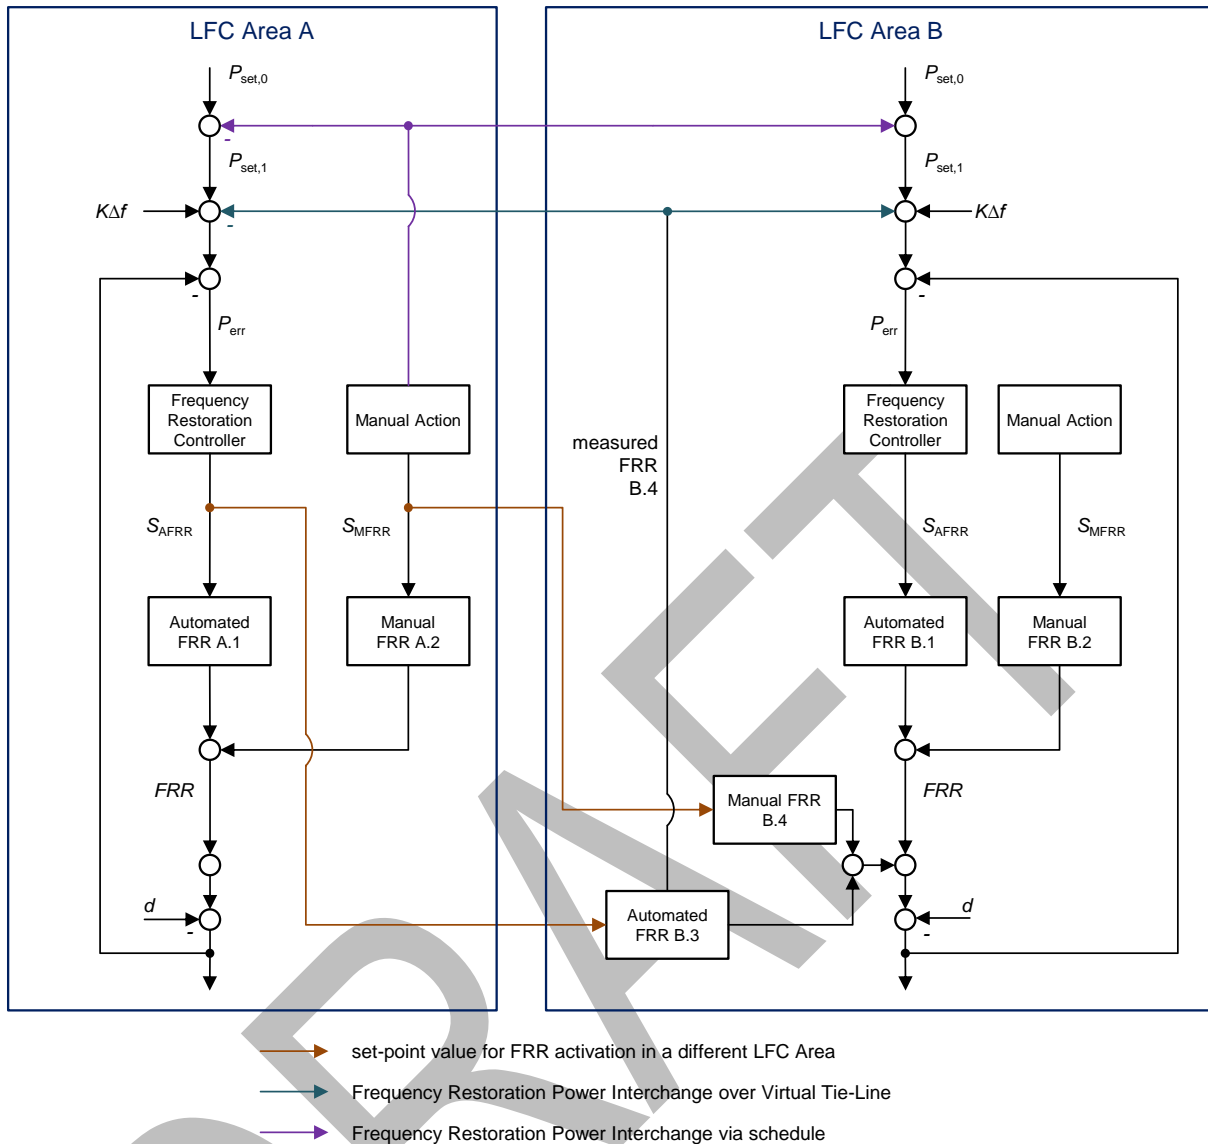 LFC Area A
LFC Area B
Pset,0
Pset,0
-
Pset,1
Pset,1
KΔf
-
KΔf
-
-
Perr
Perr
Frequency
Restoration
Controller
Manual Action
measured
FRR
B.4
Frequency
Restoration
Controller
Manual Action
SAFRR
SMFRR
SAFRR
SMFRR
Automated
FRR A.1
Manual
FRR A.2
Automated
FRR B.1
Manual
FRR B.2
FRR
Manual FRR
B.4
FRR
d
-
Automated
FRR B.3
d
-
set-point value for FRR activation in a different LFC Area
Frequency Restoration Power Interchange over Virtual Tie-Line
Frequency Restoration Power Interchange via schedule
DRAFT